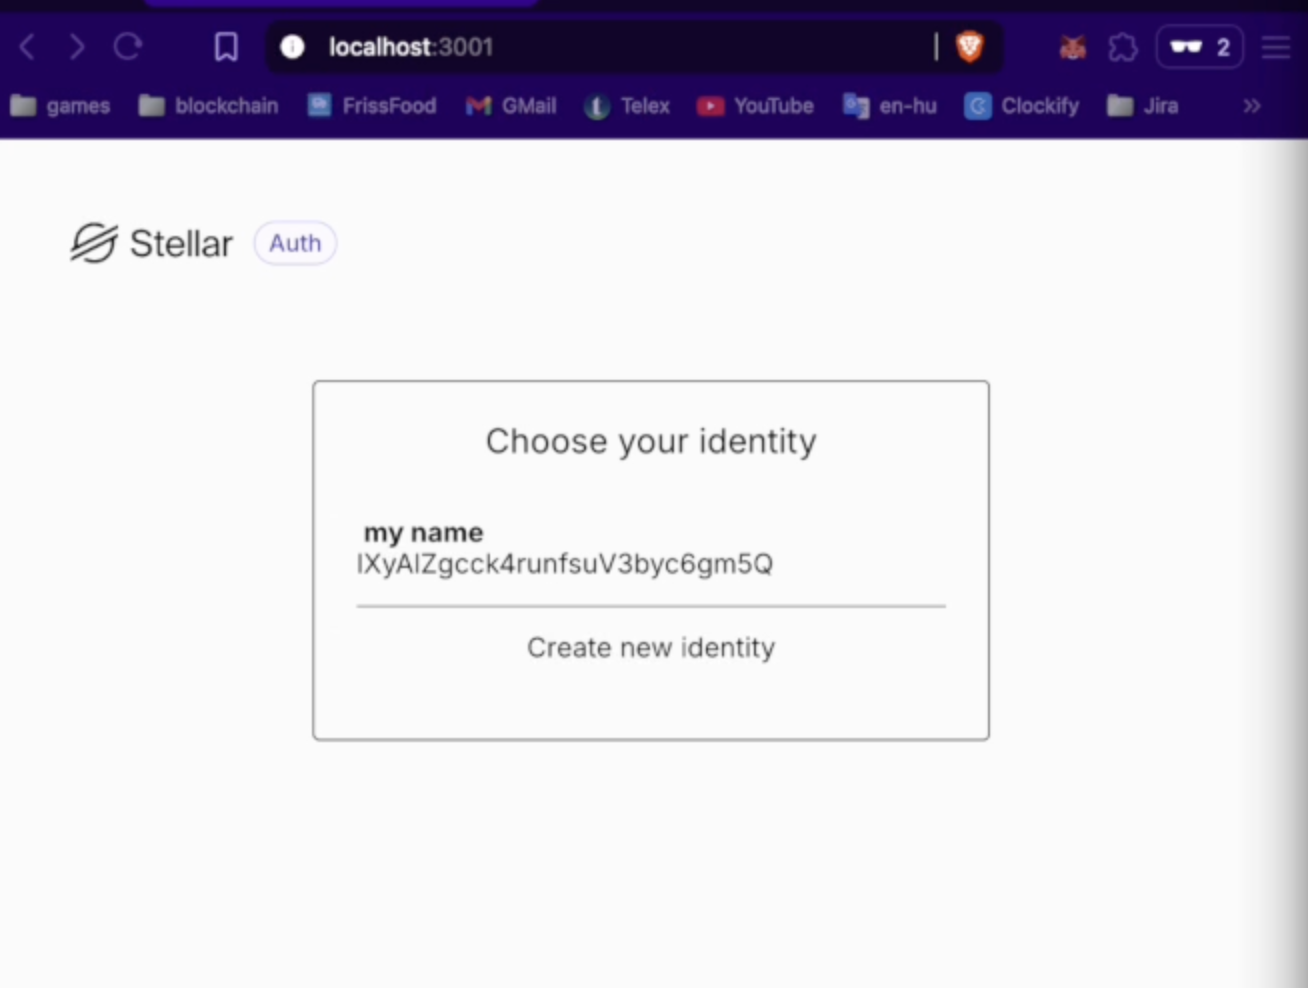 localhost:3001
2
games blockchain FrissFood GMail Telex YouTube en-hu Clockify Jira
Stellar Auth
Choose your identity
my name
lXyAlZgcck4runfsuV3byc6gm5Q
Create new identity